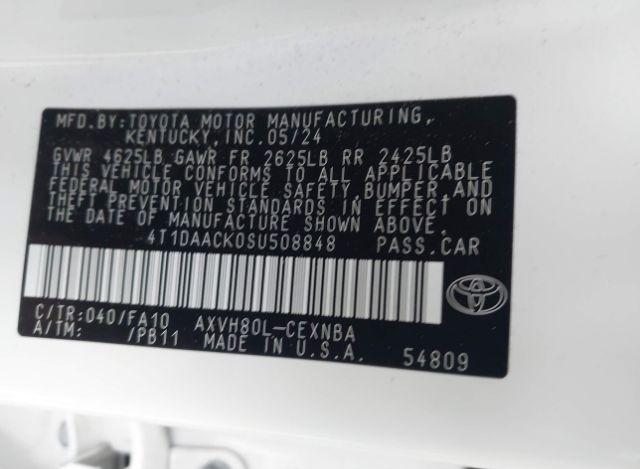 MFD.BY:TOYOTA MOTOR MANUFACTURING,
KENTUCKY,INC.05/24
GVWR 4625LB GAWR FR 2625LB RR 2425LB
THIS VEHICLE CONFORMS TO ALL APPLICABLE
FEDERAL MOTOR VEHICLE SAFETY,BUMPER,AND
THEFT PREVENTION STANDARDS IN EFFECT ON
THE DATE OF MANUFACTURE SHOWN ABOVE.
4T1DAACK0SU508848 PASS.CAR
C/TR:040/FA10 AXVH80L-CEXNBA
A/TM: /PB11 MADE IN U.S.A. 54809